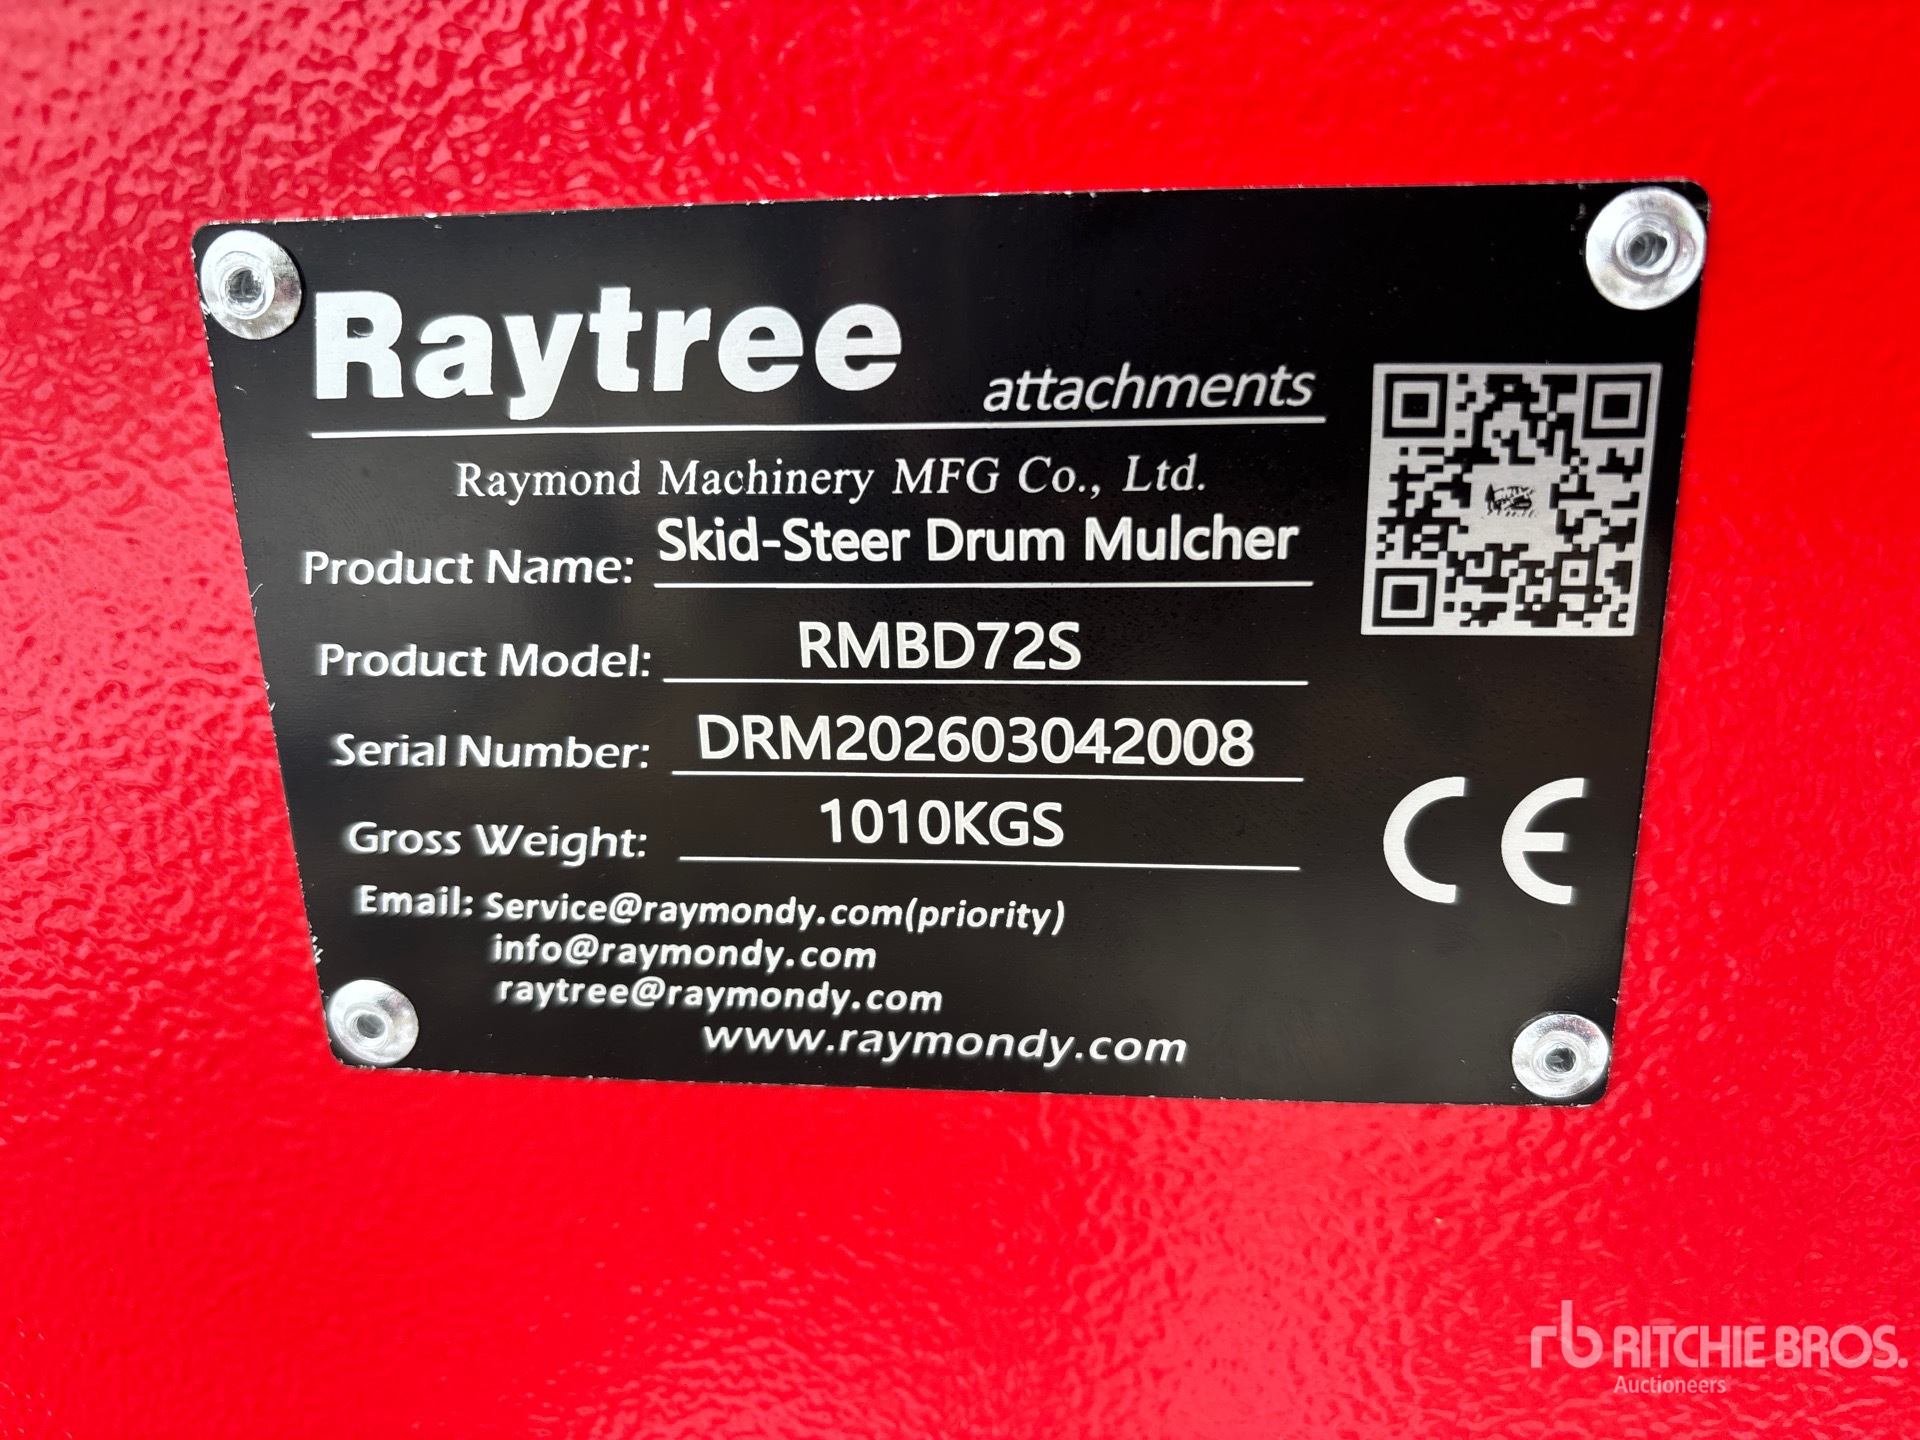 Raytree attachments
Raymond Machinery MFG Co., Ltd.
Product Name: Skid-Steer Drum Mulcher
Product Model: RMBD72S
Serial Number: DRM202603042008
Gross Weight: 1010KGS
Email: Service@raymondy.com(priority)
info@raymondy.com
raytree@raymondy.com
www.raymondy.com
CE
rb RITCHIE BROS.
Auctioneers